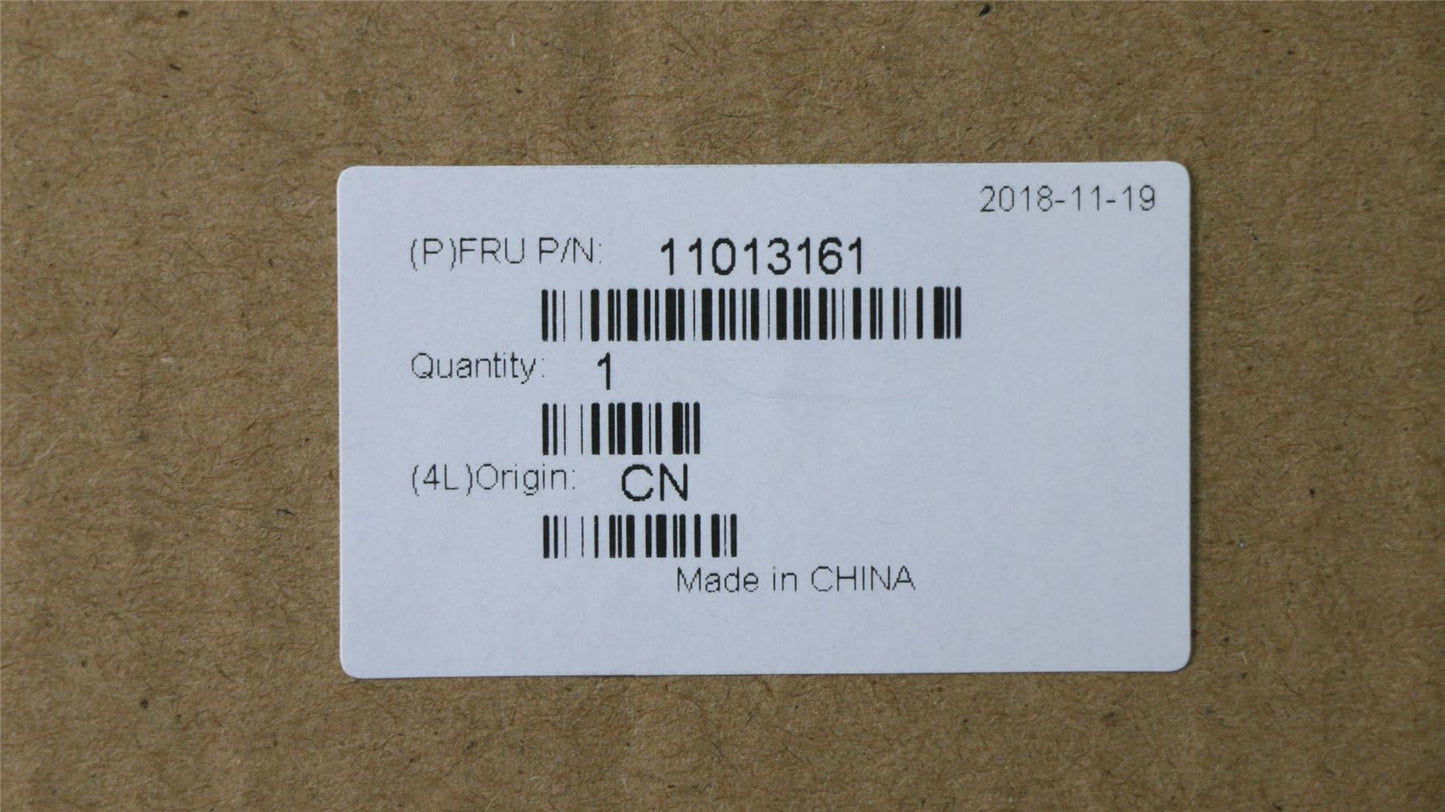 2018-11-19
(P)FRU P/N: 11013161
Quantity: 1
(4L)Origin: CN
Made in CHINA